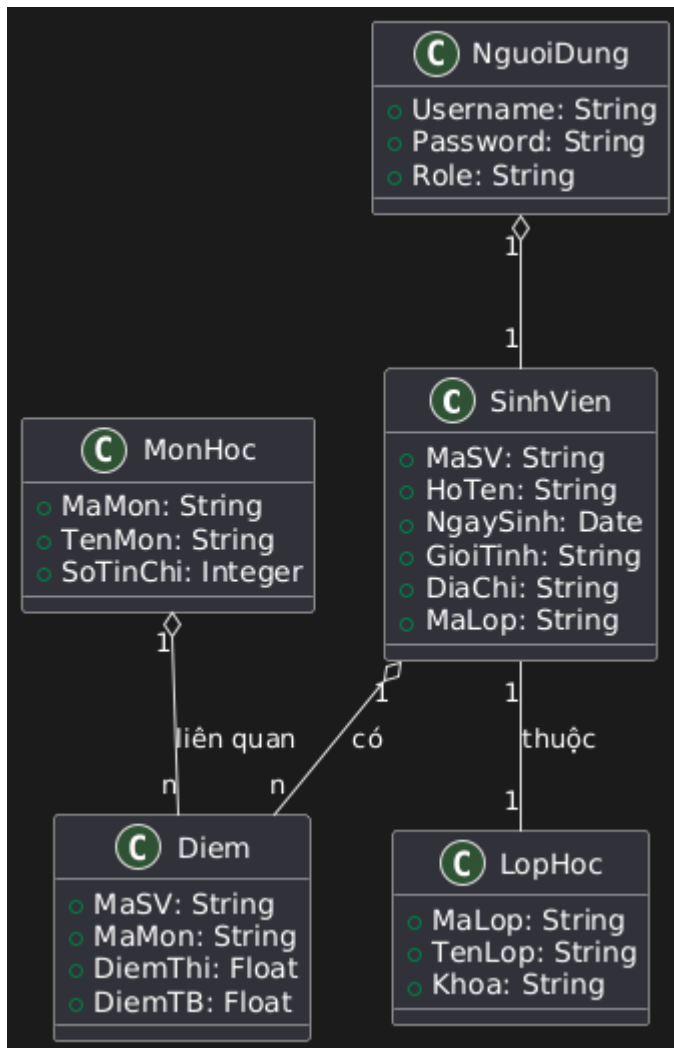 C NguoiDung
Username: String
Password: String
Role: String
1
1
C SinhVien
MaSV: String
HoTen: String
NgaySinh: Date
GioiTinh: String
DiaChi: String
MaLop: String
C MonHoc
MaMon: String
TenMon: String
SoTinChi: Integer
1
liên quan
n
1
có
n
1
thuộc
1
C Diem
MaSV: String
MaMon: String
DiemThi: Float
DiemTB: Float
C LopHoc
MaLop: String
TenLop: String
Khoa: String